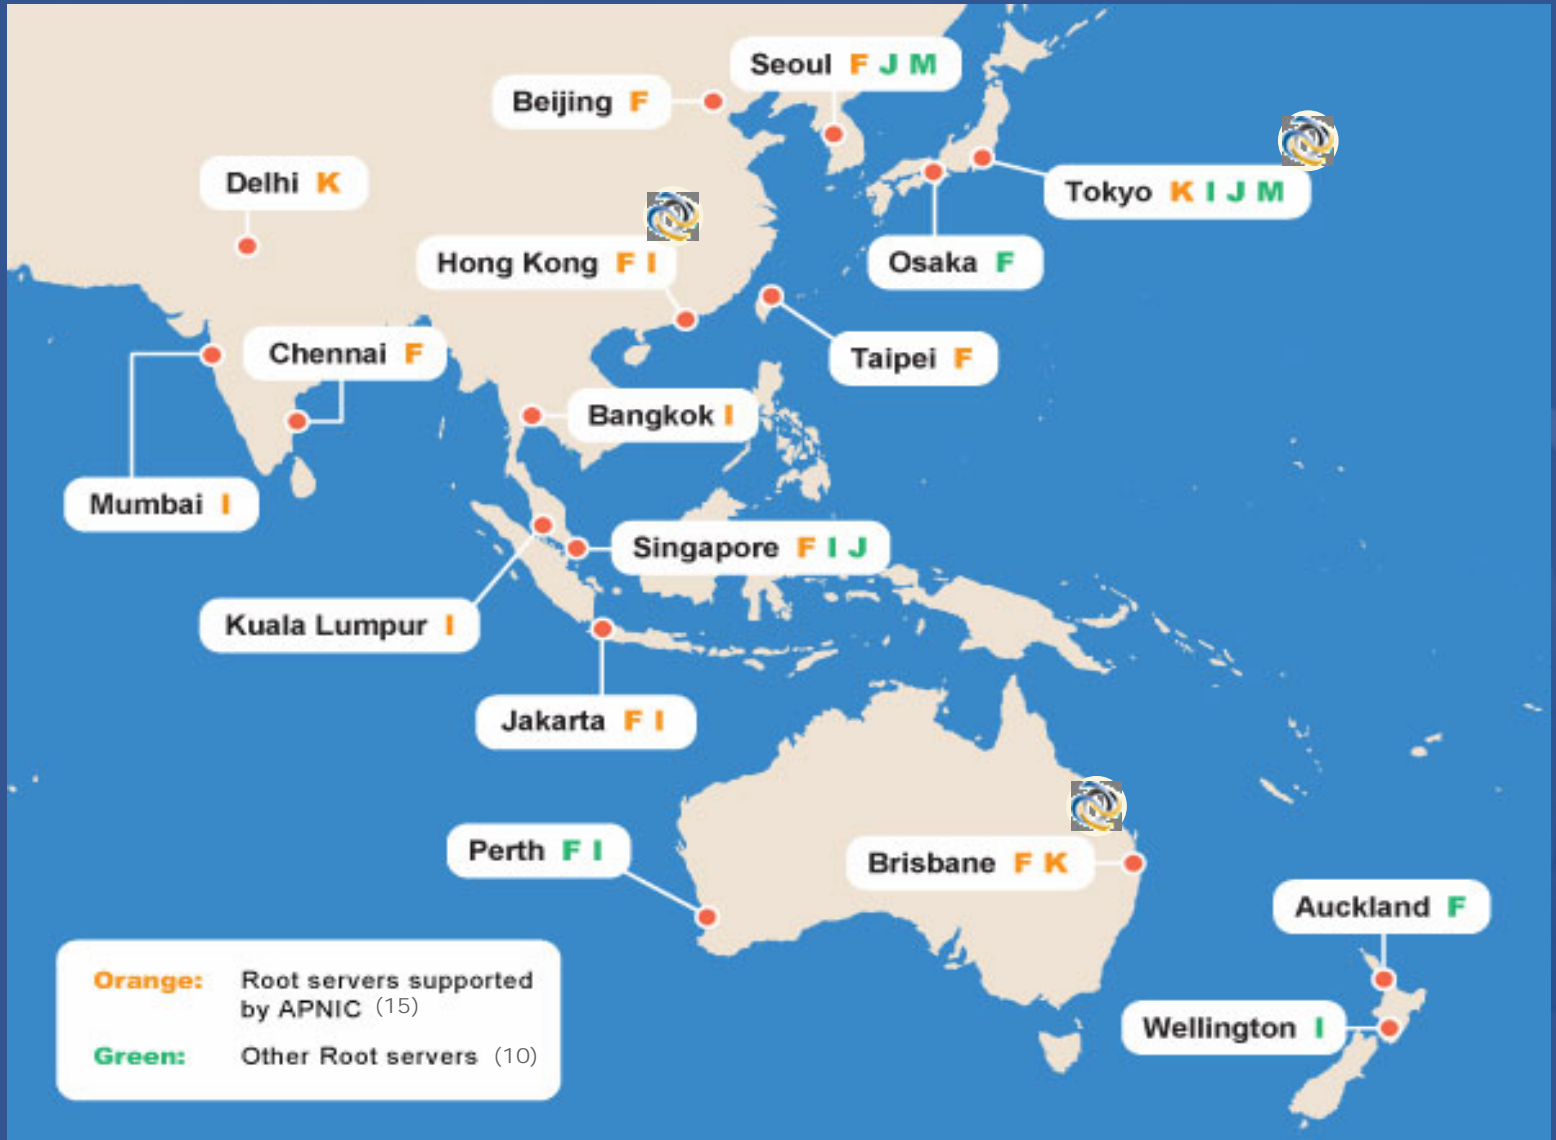 Seoul F J M
Beijing F
Delhi K
Tokyo K I J M
Hong Kong F I
Osaka F
Chennai F
Taipei F
Bangkok I
Mumbai I
Singapore F I J
Kuala Lumpur I
Jakarta F I
Perth F I
Brisbane F K
Auckland F
Wellington I
Orange: Root servers supported
by APNIC (15)
Green: Other Root servers (10)